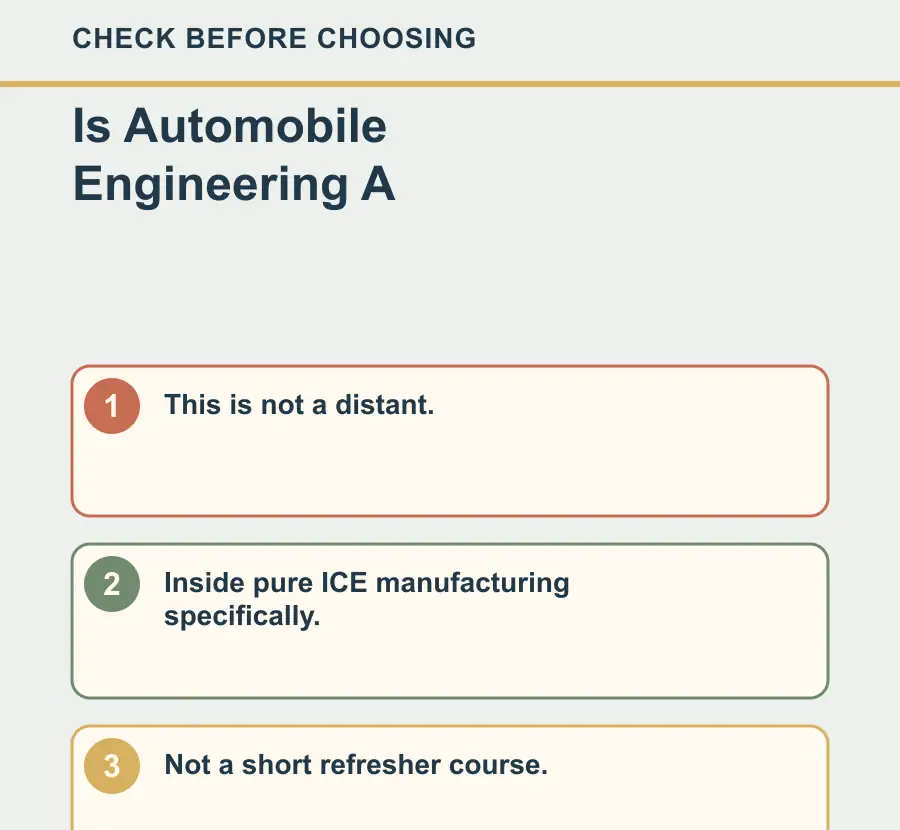 CHECK BEFORE CHOOSING
Is Automobile
Engineering A
1
This is not a distant.
2
Inside pure ICE manufacturing
specifically.
3
Not a short refresher course.